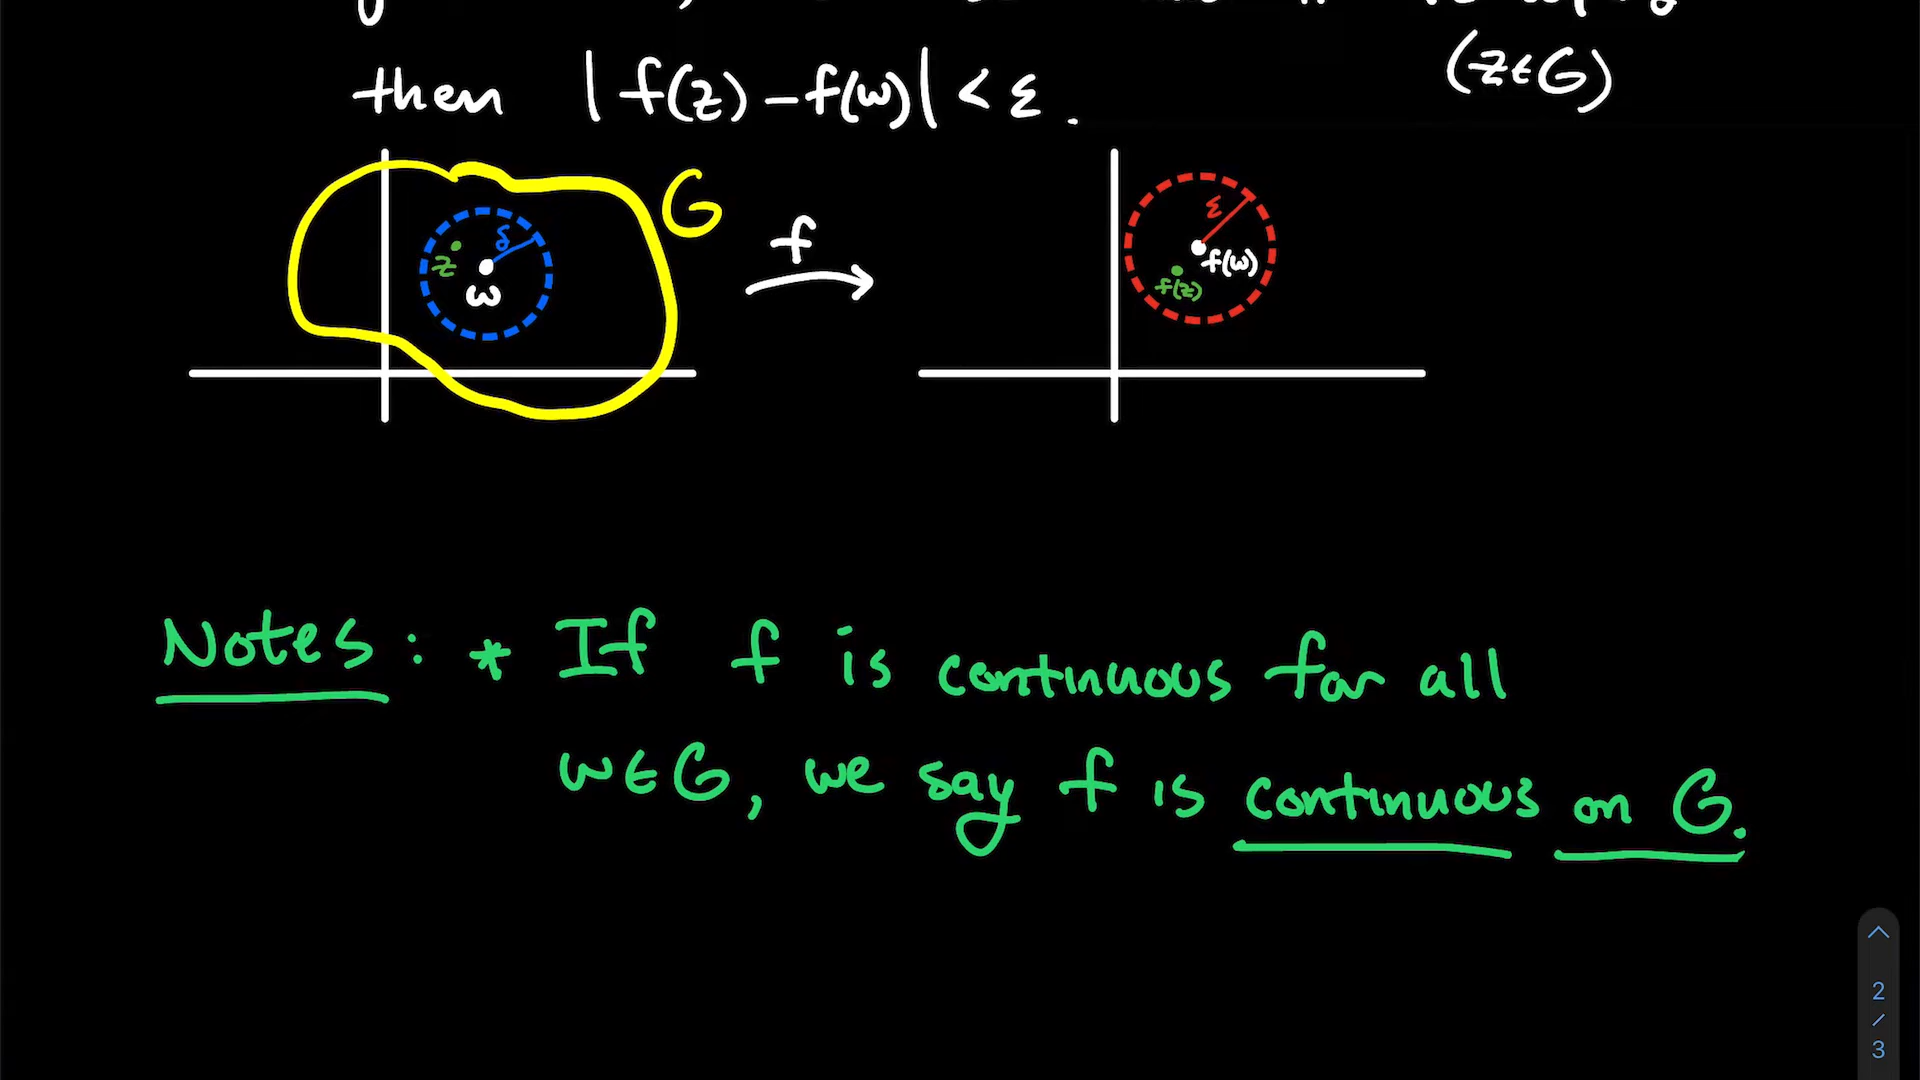 then |f(z) – f(w)| < ε.
(z∈G)
G
f
δ
z
w
ε
f(w)
f(z)
Notes: * If f is continuous for all
w∈G, we say f is continuous on G.
2
/
3